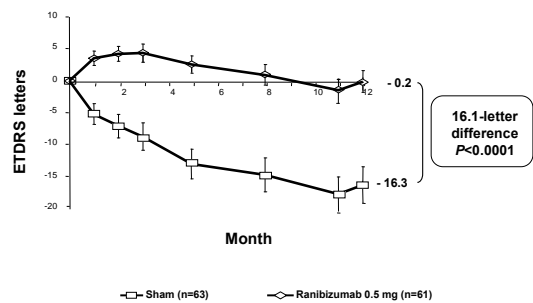 10
5
0
-5
-10
-15
-20
2 4 6 8 10 12
ETDRS letters
Month
- 0.2
- 16.3
16.1-letter
difference
P<0.0001
Sham (n=63) Ranibizumab 0.5 mg (n=61)